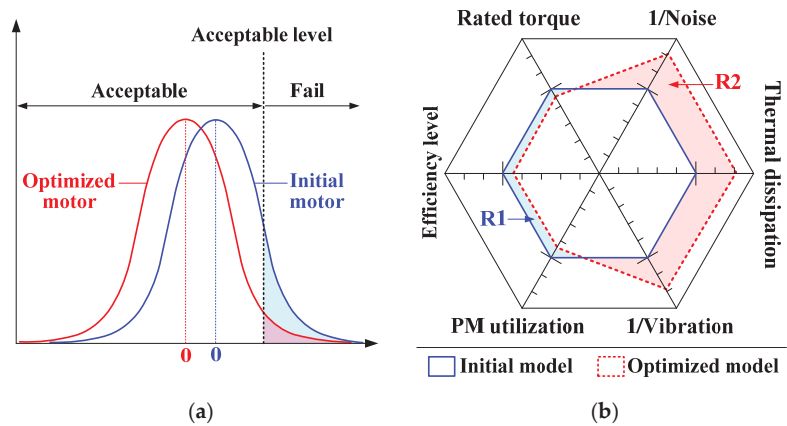 Acceptable level
Acceptable
Fail
Optimized
motor
Initial
motor
0
0
(a)
Rated torque
1/Noise
R2
Efficiency level
Thermal dissipation
R1
PM utilization
1/Vibration
Initial model
Optimized model
(b)